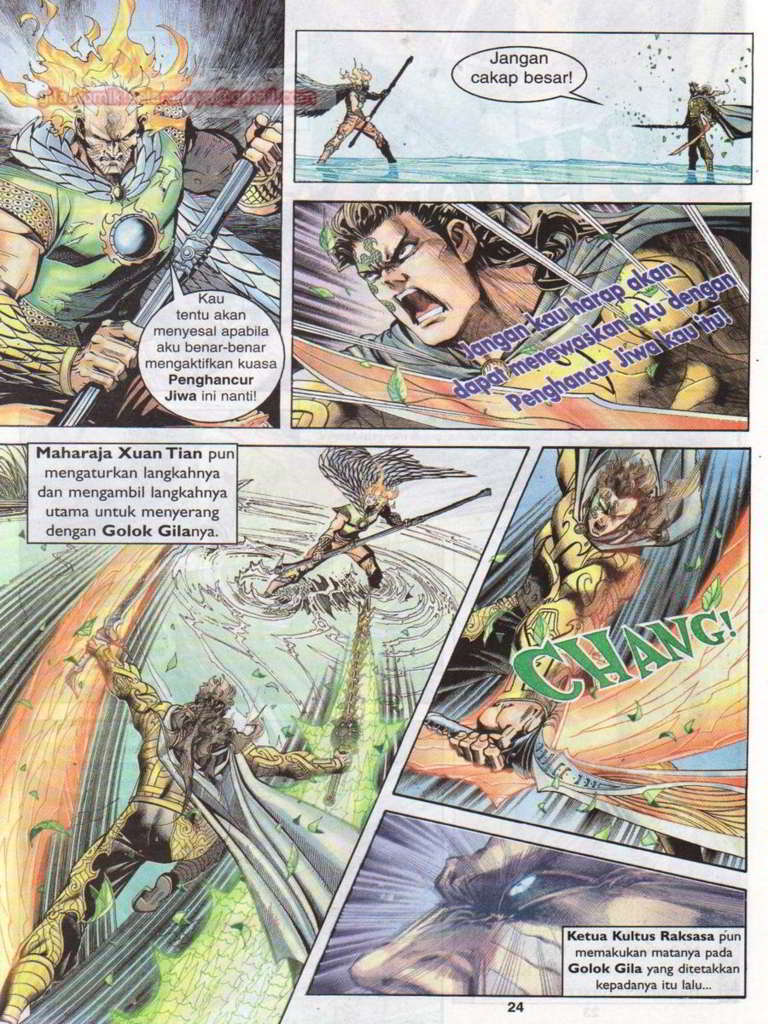 Kau
tentu akan
menyesal apabila
aku benar-benar
mengaktifkan kuasa
Penghancur
Jiwa ini nanti!
Jangan
cakap besar!
Jangan kau harap akan
dapat menewaskan aku dengan
Penghancur Jiwa kau itu!
Maharaja Xuan Tian pun
mengaturkan langkahnya
dan mengambil langkahnya
utama untuk menyerang
dengan Golok Gilanya.
CHANG!
Ketua Kultus Raksasa pun
memakukan matanya pada
Golok Gila yang ditetakkan
kepadanya itu lalu...
24